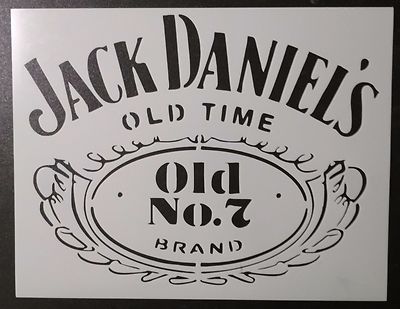 JACK DANIEL'S
OLD TIME
Old
No.7
BRAND